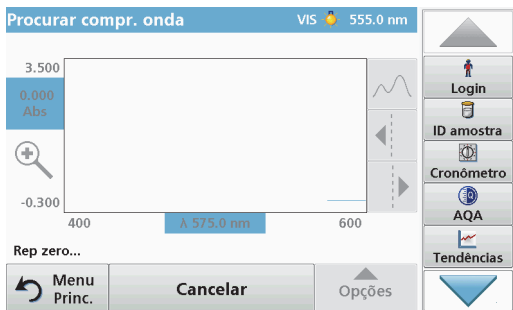 Procurar compr. onda
VIS 555.0 nm
3.500
0.000
Abs
-0.300
400
λ 575.0 nm
600
Rep zero...
Menu
Princ.
Cancelar
Opções
Login
ID amostra
Cronômetro
AQA
Tendências